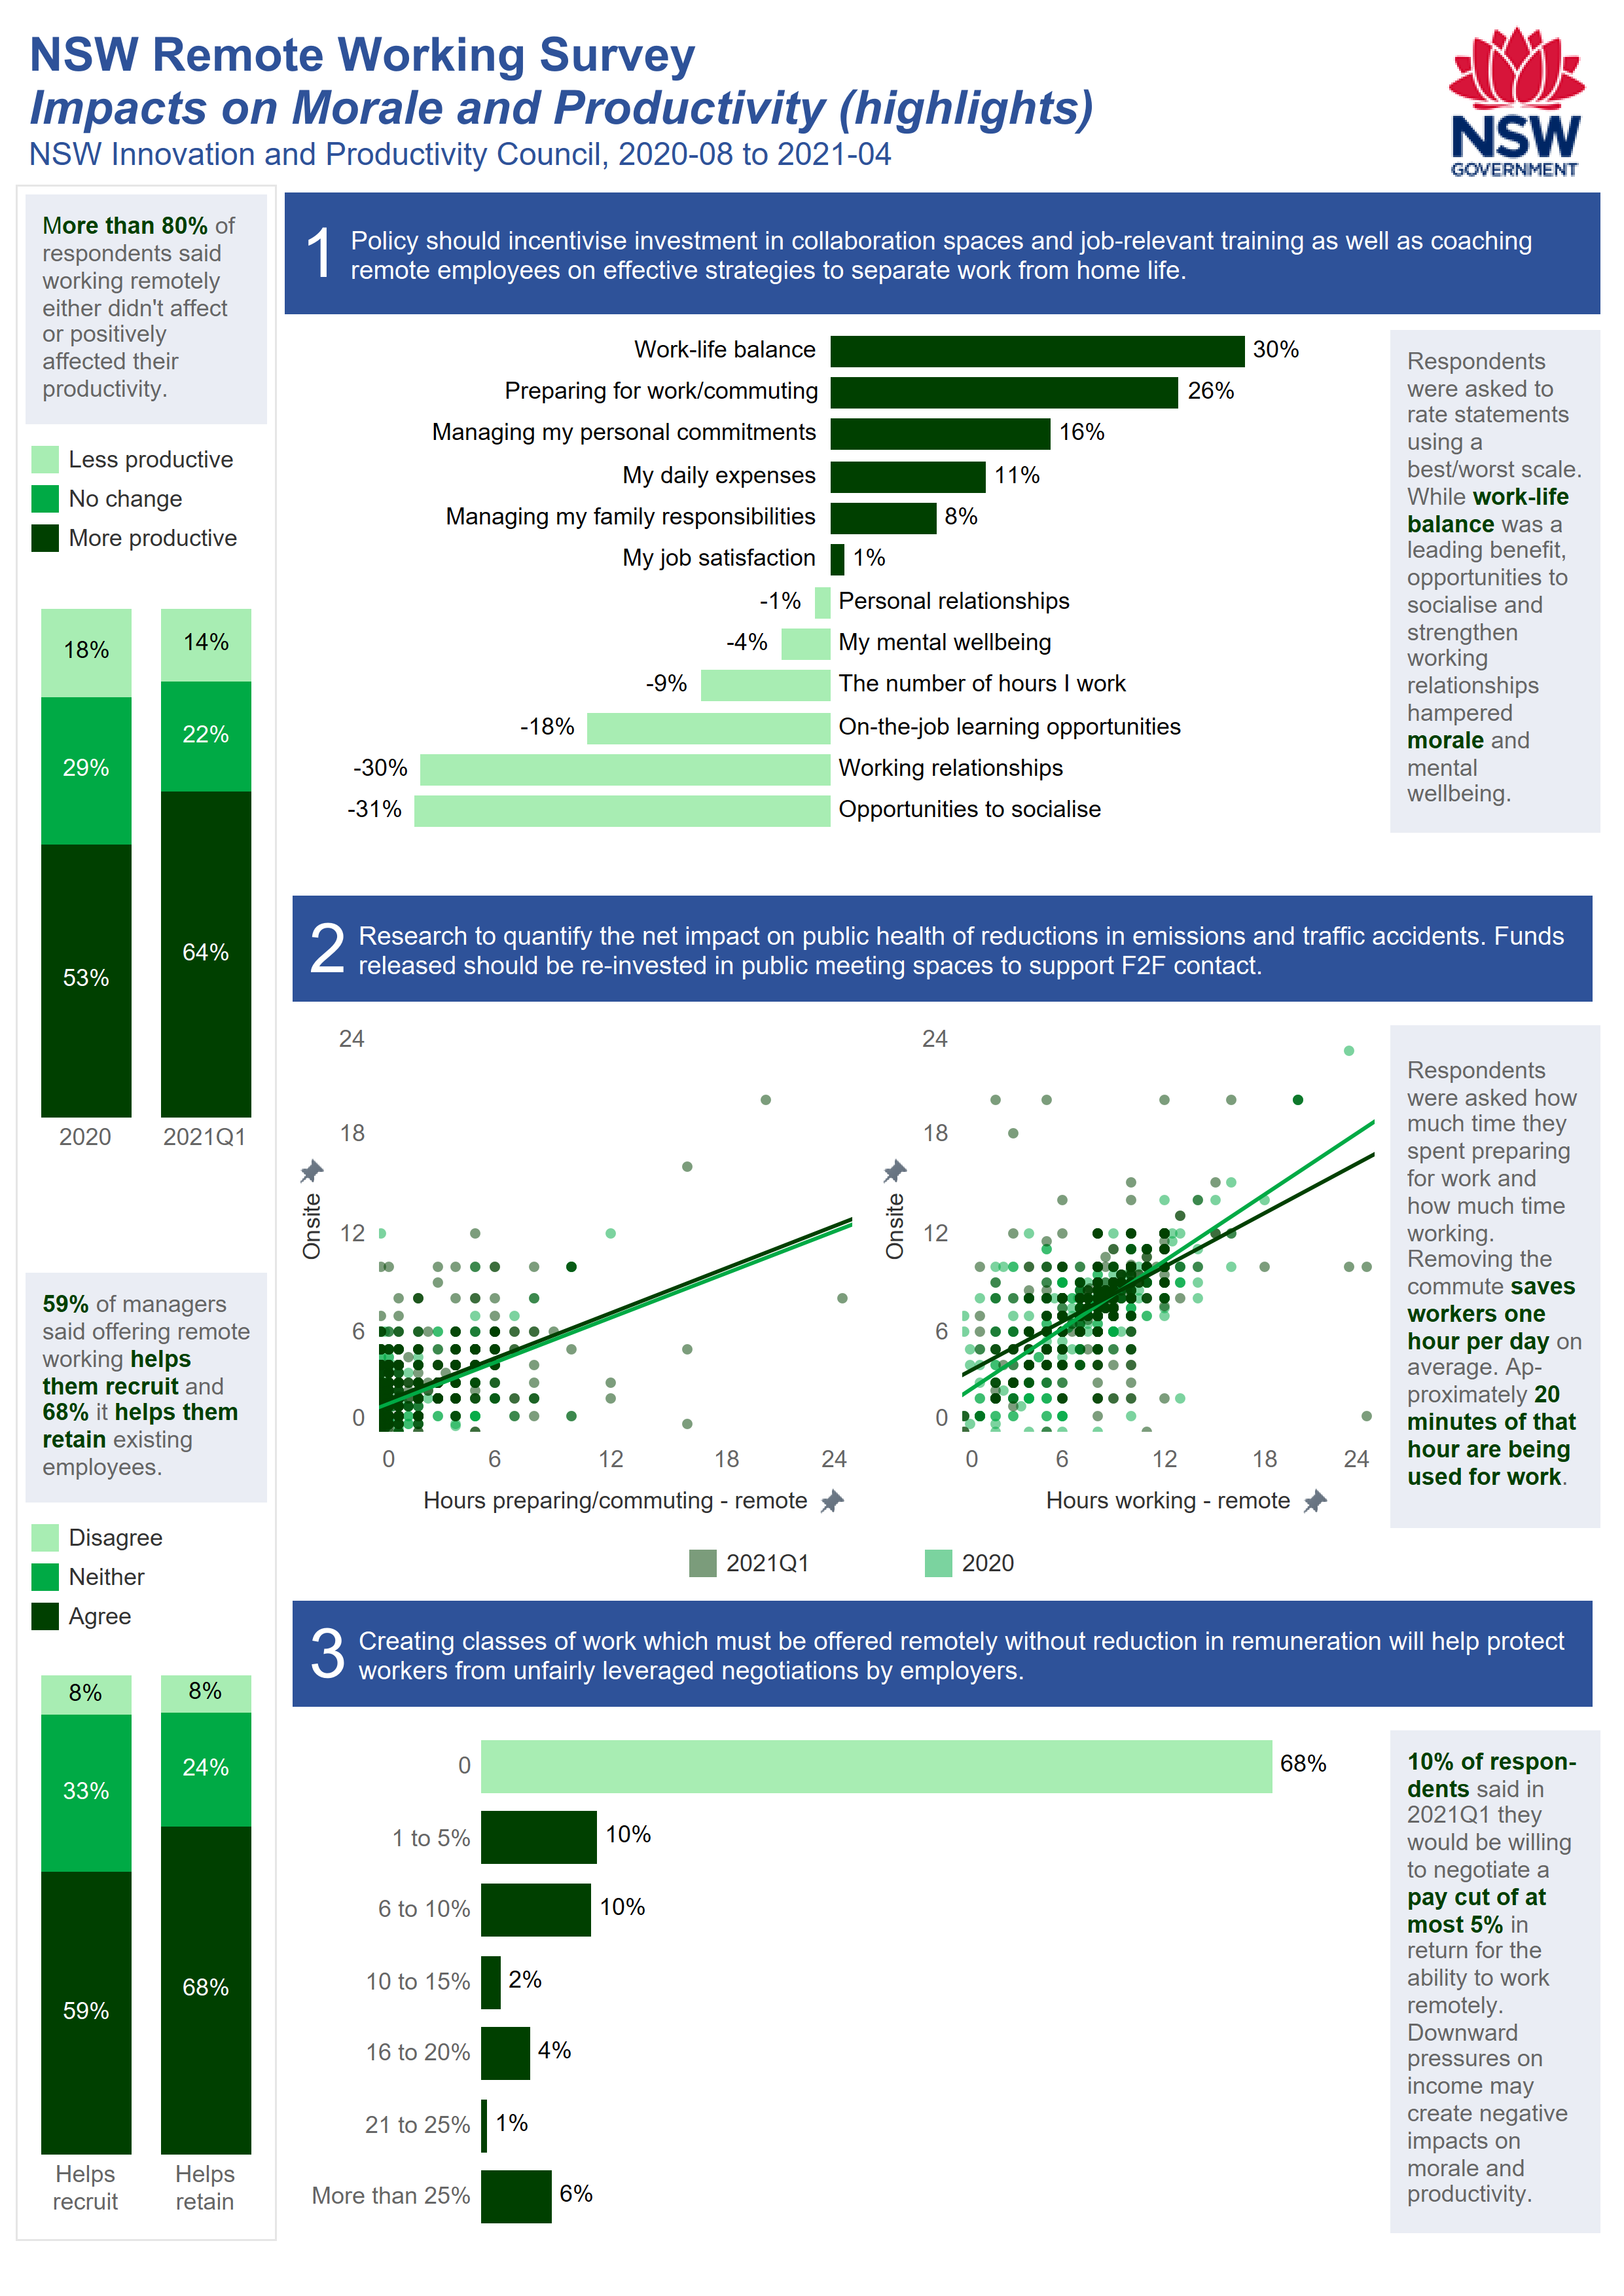 NSW Remote Working Survey
Impacts on Morale and Productivity (highlights)
NSW Innovation and Productivity Council, 2020-08 to 2021-04
NSW
GOVERNMENT
More than 80% of
respondents said
working remotely
either didn't affect
or positively
affected their
productivity.
Less productive
No change
More productive
18%
14%
29%
22%
53%
64%
2020
2021Q1
59% of managers
said offering remote
working helps
them recruit and
68% it helps them
retain existing
employees.
Disagree
Neither
Agree
8%
8%
33%
24%
59%
68%
Helps
recruit
Helps
retain
1
Policy should incentivise investment in collaboration spaces and job-relevant training as well as coaching
remote employees on effective strategies to separate work from home life.
Work-life balance 30%
Preparing for work/commuting 26%
Managing my personal commitments 16%
My daily expenses 11%
Managing my family responsibilities 8%
My job satisfaction 1%
-1% Personal relationships
-4% My mental wellbeing
-9% The number of hours I work
-18% On-the-job learning opportunities
-30% Working relationships
-31% Opportunities to socialise
Respondents
were asked to
rate statements
using a
best/worst scale.
While work-life
balance was a
leading benefit,
opportunities to
socialise and
strengthen
working
relationships
hampered
morale and
mental
wellbeing.
2
Research to quantify the net impact on public health of reductions in emissions and traffic accidents. Funds
released should be re-invested in public meeting spaces to support F2F contact.
24
18
12
6
0
Onsite
0 6 12 18 24
Hours preparing/commuting - remote
24
18
12
6
0
Onsite
0 6 12 18 24
Hours working - remote
2021Q1
2020
Respondents
were asked how
much time they
spent preparing
for work and
how much time
working.
Removing the
commute saves
workers one
hour per day on
average. Ap-
proximately 20
minutes of that
hour are being
used for work.
3
Creating classes of work which must be offered remotely without reduction in remuneration will help protect
workers from unfairly leveraged negotiations by employers.
0 68%
1 to 5% 10%
6 to 10% 10%
10 to 15% 2%
16 to 20% 4%
21 to 25% 1%
More than 25% 6%
10% of respon-
dents said in
2021Q1 they
would be willing
to negotiate a
pay cut of at
most 5% in
return for the
ability to work
remotely.
Downward
pressures on
income may
create negative
impacts on
morale and
productivity.